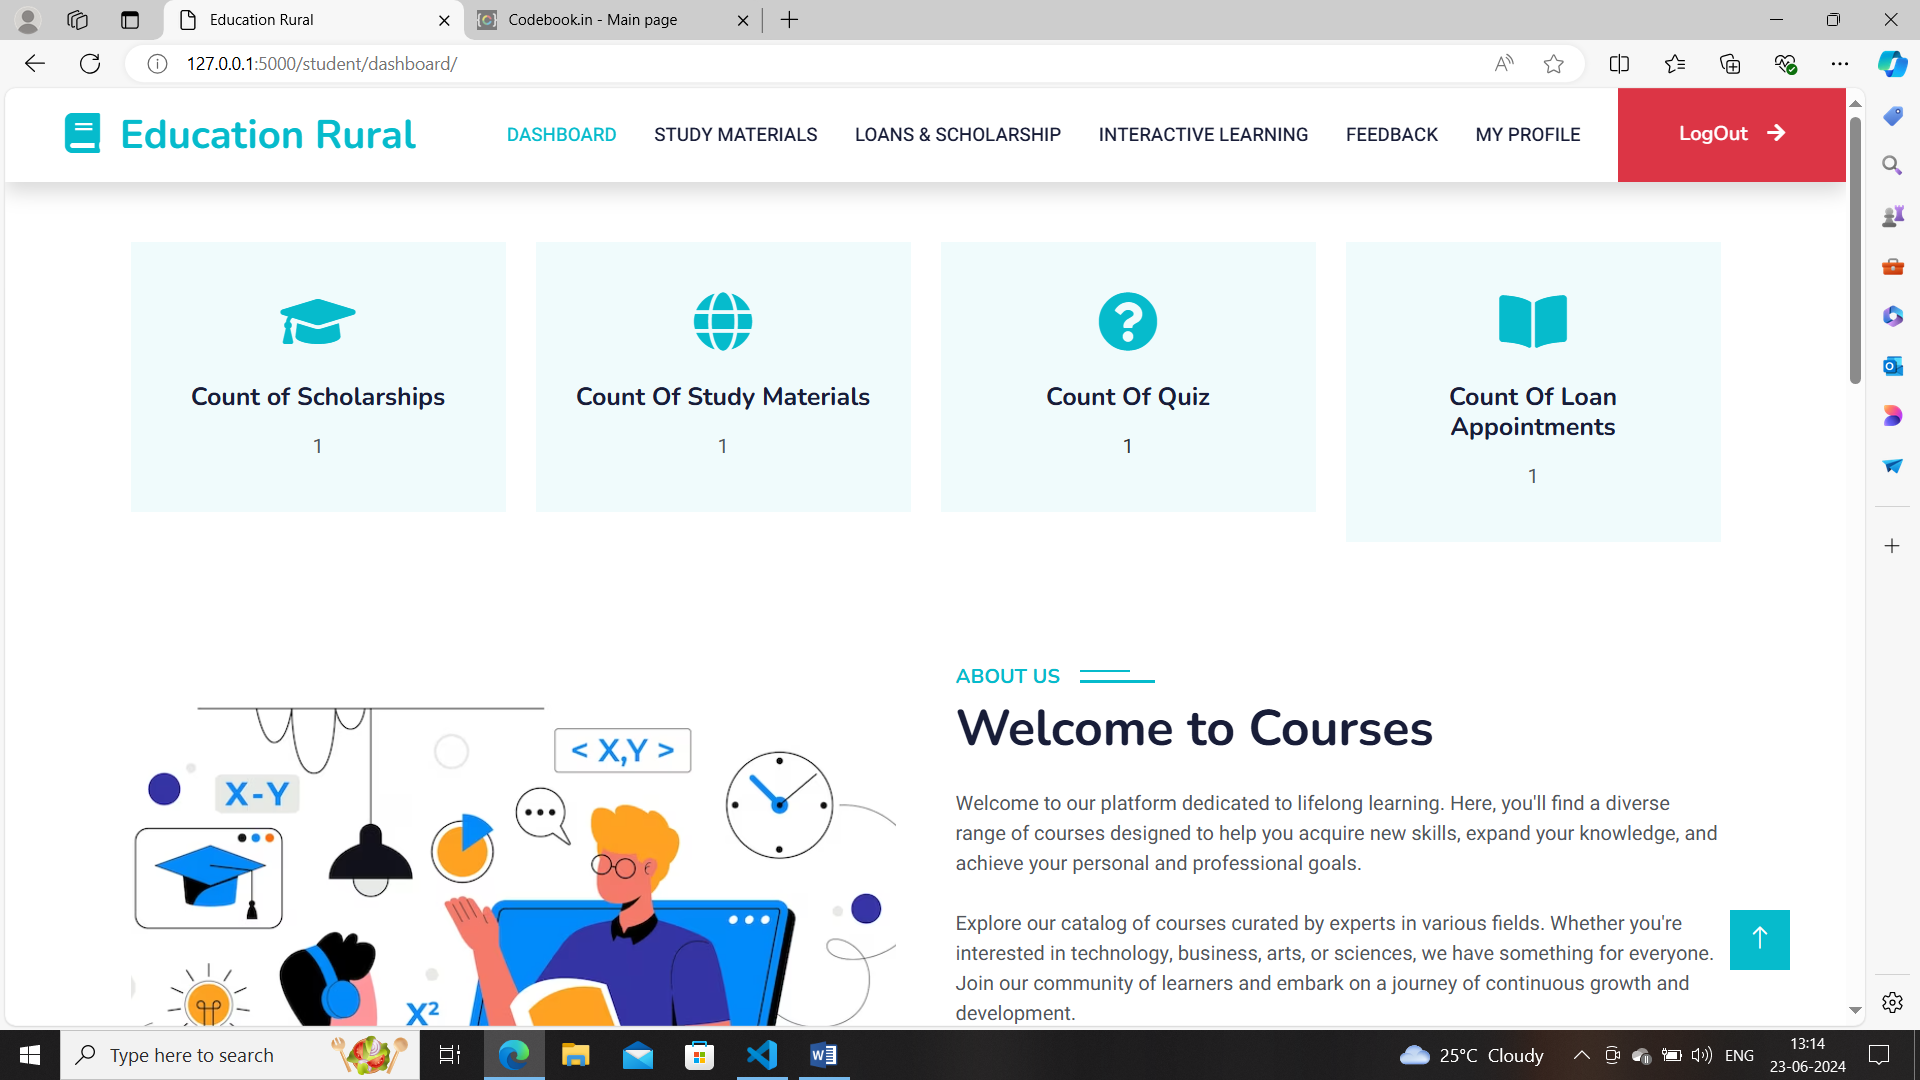 Education Rural
Codebook.in - Main page
127.0.0.1:5000/student/dashboard/
Education Rural
DASHBOARD
STUDY MATERIALS
LOANS & SCHOLARSHIP
INTERACTIVE LEARNING
FEEDBACK
MY PROFILE
LogOut
Count of Scholarships
1
Count Of Study Materials
1
Count Of Quiz
1
Count Of Loan
Appointments
1
ABOUT US
Welcome to Courses
Welcome to our platform dedicated to lifelong learning. Here, you'll find a diverse
range of courses designed to help you acquire new skills, expand your knowledge, and
achieve your personal and professional goals.
Explore our catalog of courses curated by experts in various fields. Whether you're
interested in technology, business, arts, or sciences, we have something for everyone.
Join our community of learners and embark on a journey of continuous growth and
development.
< X,Y >
X - Y
X²
Type here to search
25°C Cloudy
ENG
13:14
23-06-2024